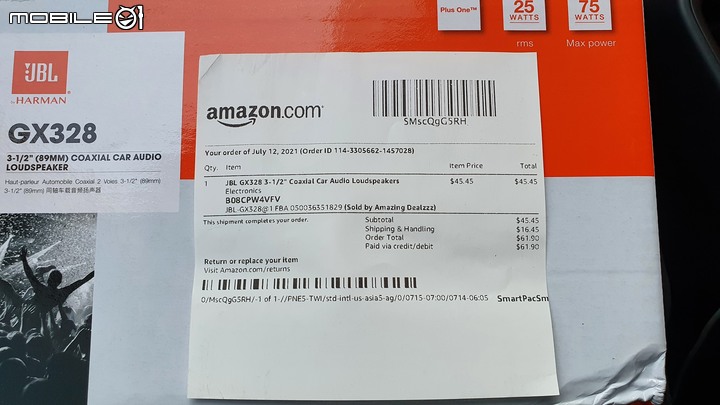 MOBILE01
Plus One™
25
WATTS
rms
75
WATTS
Max power
JBL
by HARMAN
GX328
3-1/2" (89MM) COAXIAL CAR AUDIO
LOUDSPEAKER
Haut-parleur Automobile Coaxial 2 Voies 3-1/2" (89mm)
3-1/2" (89mm) 同轴车载音频扬声器
amazon.com®
SMscQgG5RH
Your order of July 12, 2021 (Order ID 114-3305662-1457028)
Qty. Item Item Price Total
1 JBL GX328 3-1/2" Coaxial Car Audio Loudspeakers $45.45 $45.45
Electronics
B08CPW4VFV
JBL-GX328@1 FBA 050036351829 (Sold by Amazing Dealzzz)
This shipment completes your order.
Subtotal $45.45
Shipping & Handling $16.45
Order Total $61.90
Paid via credit/debit $61.90
Return or replace your item
Visit Amazon.com/returns
0/MscQgG5RH/-1 of 1-//PNE5-TWI/std-intl-us-asia5-ag/0/0715-07:00/0714-06:05 SmartPacSm